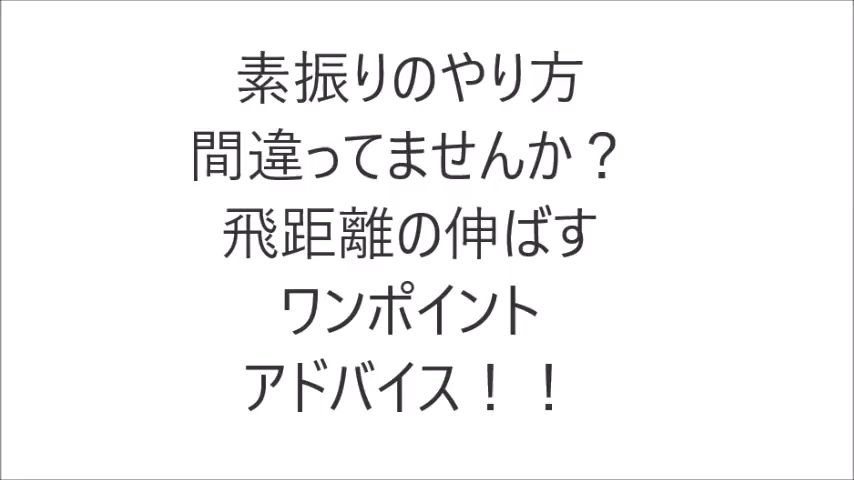 素振りのやり方
間違ってませんか？
飛距離の伸ばす
ワンポイント
アドバイス！！